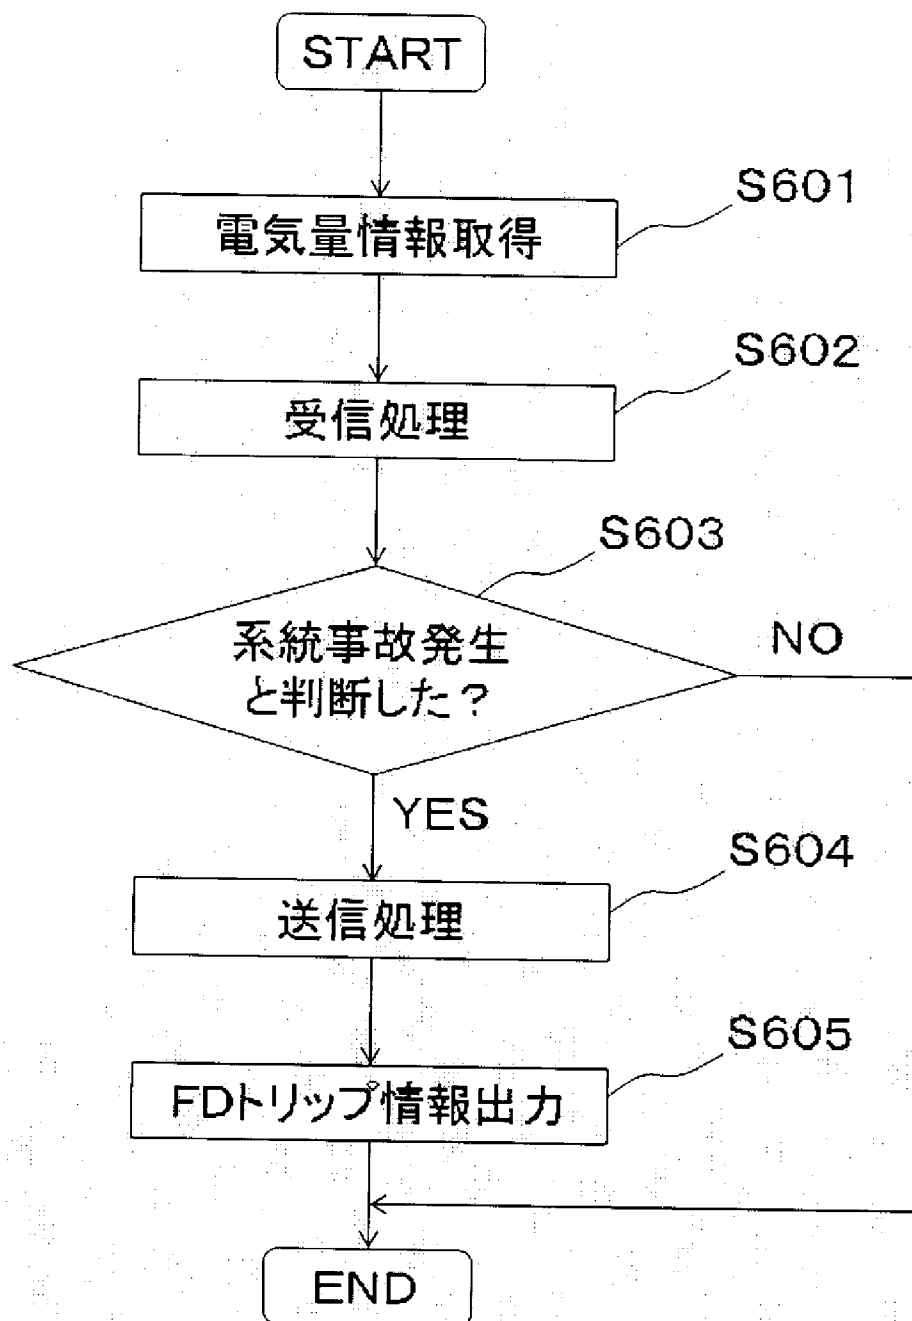 START
S601
電気量情報取得
S602
受信処理
S603
系統事故発生
と判断した?
NO
YES
S604
送信処理
S605
FDトリップ情報出力
END